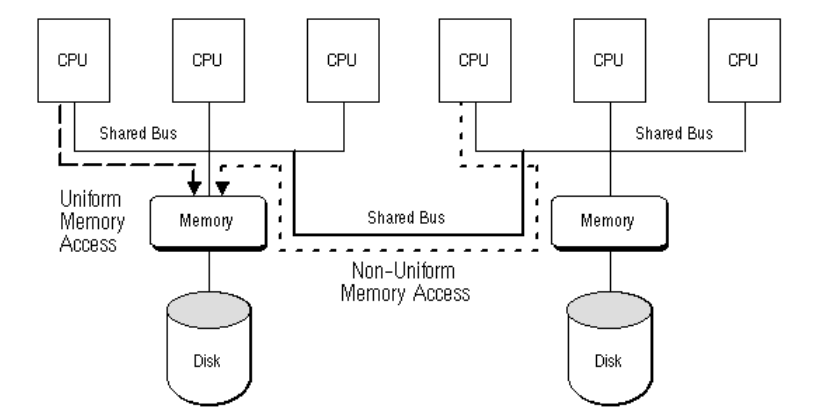 CPU
CPU
CPU
CPU
CPU
CPU
Shared Bus
Shared Bus
Uniform
Memory
Access
Memory
Shared Bus
Memory
Non-Uniform
Memory Access
Disk
Disk